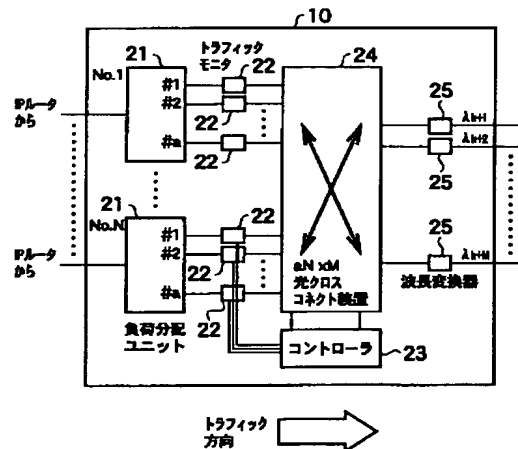 10
21
No.1
トラフィック
モニタ
22
24
#1
#2
22
#a
22
IPルータ
から
25
λk+1
λk+2
25
21
No.N
22
#1
#2
22
#a
22
IPルータ
から
aN xM
光クロス
コネクト装置
25
λk+M
波長変換器
負荷分配
ユニット
コントローラ
23
トラフィック
方向